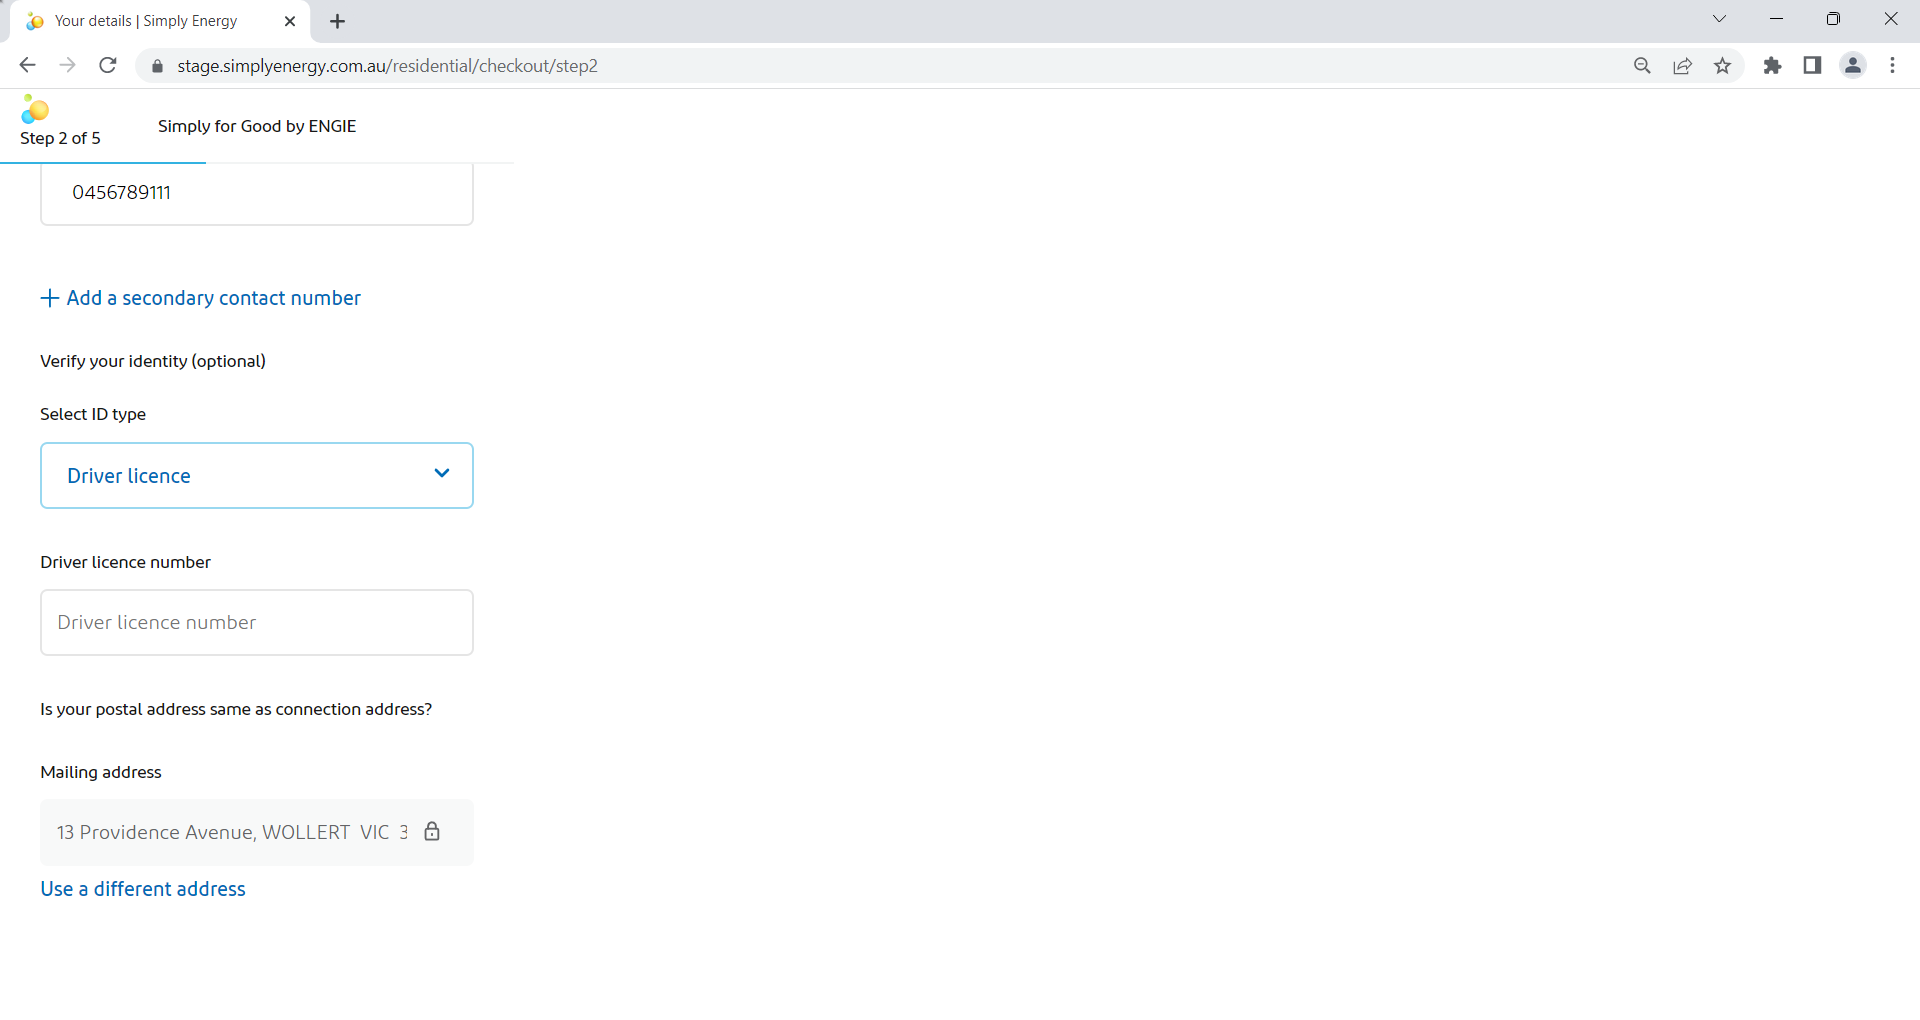 Your details | Simply Energy
stage.simplyenergy.com.au/residential/checkout/step2
Step 2 of 5
Simply for Good by ENGIE
0456789111
+ Add a secondary contact number
Verify your identity (optional)
Select ID type
Driver licence
Driver licence number
Driver licence number
Is your postal address same as connection address?
Mailing address
13 Providence Avenue, WOLLERT VIC 3
Use a different address